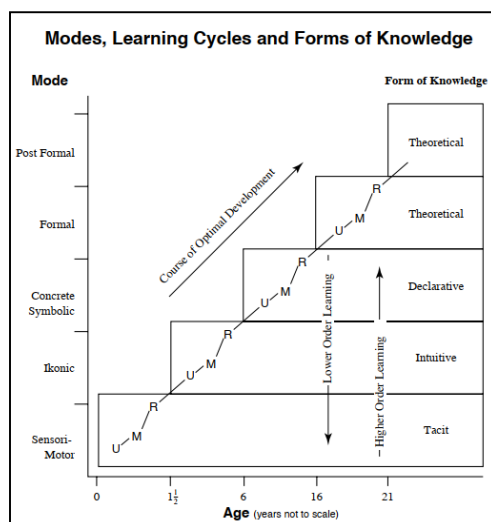 Modes, Learning Cycles and Forms of Knowledge
Mode
Form of Knowledge
Post Formal
Theoretical
Formal
Theoretical
Concrete
Symbolic
Declarative
Ikonic
Intuitive
Sensori-
Motor
Tacit
Course of Optimal Development
Lower Order Learning
Higher Order Learning
U M R
U M R
U M R
U M R
0 1½ 6 16 21
Age (years not to scale)